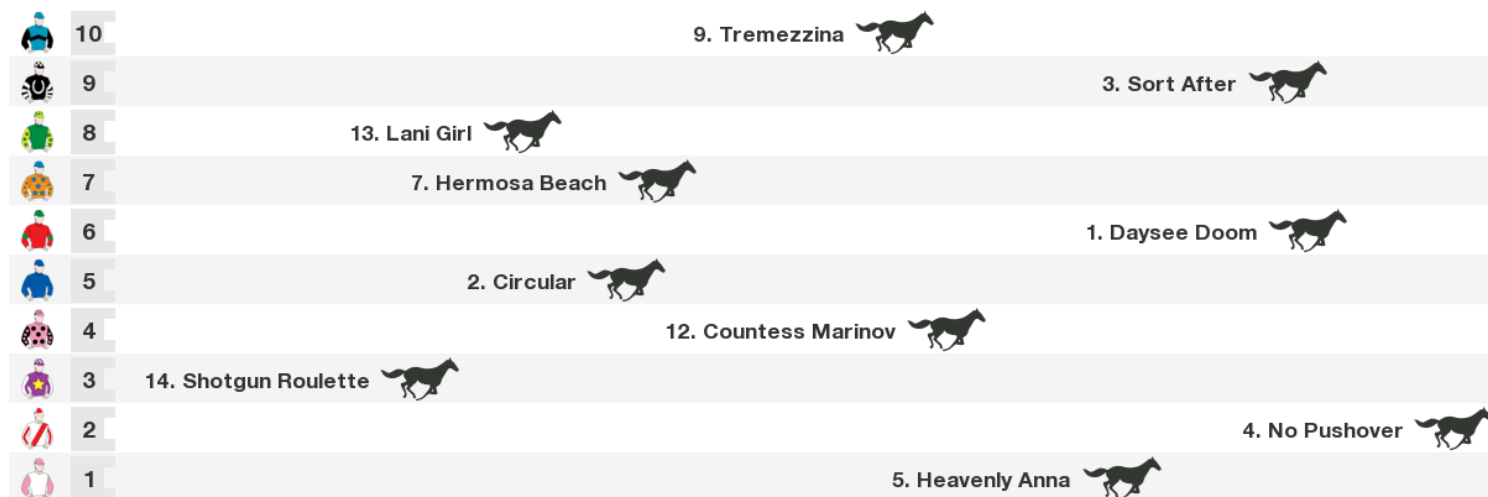 10 9. Tremezzina
9 3. Sort After
8 13. Lani Girl
7 7. Hermosa Beach
6 1. Daysee Doom
5 2. Circular
4 12. Countess Marinov
3 14. Shotgun Roulette
2 4. No Pushover
1 5. Heavenly Anna